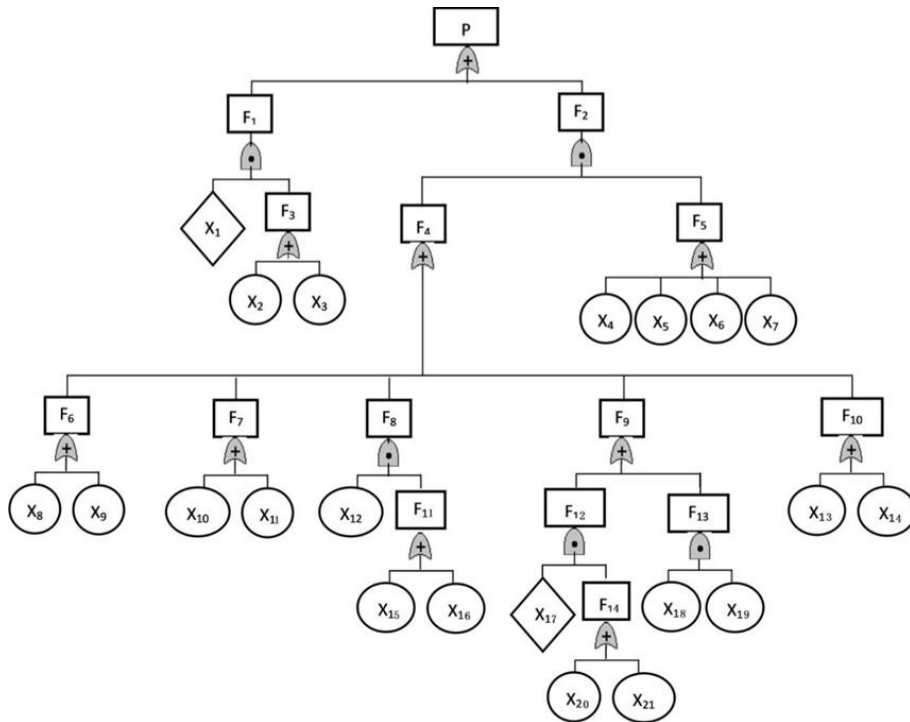 P
+
F₁ F₂
• •
X₁ F₃ F₄ F₅
+ + +
X₂ X₃ X₄ X₅ X₆ X₇
F₆ F₇ F₈ F₉ F₁₀
+ + • + +
X₈ X₉ X₁₀ X₁₁ X₁₂ F₁₁ F₁₂ F₁₃ X₁₃ X₁₄
+ • •
X₁₅ X₁₆ X₁₇ F₁₄ X₁₈ X₁₉
+
X₂₀ X₂₁